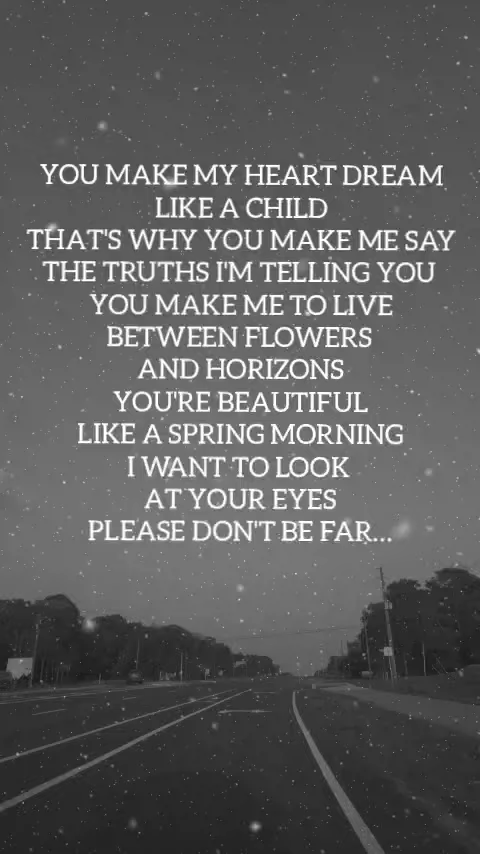 YOU MAKE MY HEART DREAM
LIKE A CHILD
THAT'S WHY YOU MAKE ME SAY
THE TRUTHS I'M TELLING YOU
YOU MAKE ME TO LIVE
BETWEEN FLOWERS
AND HORIZONS
YOU'RE BEAUTIFUL
LIKE A SPRING MORNING
I WANT TO LOOK
AT YOUR EYES
PLEASE DON'T BE FAR...